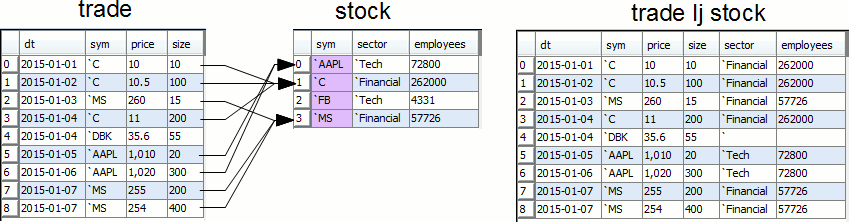 trade stock trade lj stock
dt sym price size sym sector employees dt sym price size sector employees
0 2015-01-01 `C 10 10 0 `AAPL `Tech 72800 0 2015-01-01 `C 10 10 `Financial 262000
1 2015-01-02 `C 10.5 100 1 `C `Financial 262000 1 2015-01-02 `C 10.5 100 `Financial 262000
2 2015-01-03 `MS 260 15 2 `FB `Tech 4331 2 2015-01-03 `MS 260 15 `Financial 57726
3 2015-01-04 `C 11 200 3 `MS `Financial 57726 3 2015-01-04 `C 11 200 `Financial 262000
4 2015-01-04 `DBK 35.6 55 4 2015-01-04 `DBK 35.6 55 `
5 2015-01-05 `AAPL 1,010 20 5 2015-01-05 `AAPL 1,010 20 `Tech 72800
6 2015-01-06 `AAPL 1,020 300 6 2015-01-06 `AAPL 1,020 300 `Tech 72800
7 2015-01-07 `MS 255 200 7 2015-01-07 `MS 255 200 `Financial 57726
8 2015-01-07 `MS 254 400 8 2015-01-07 `MS 254 400 `Financial 57726